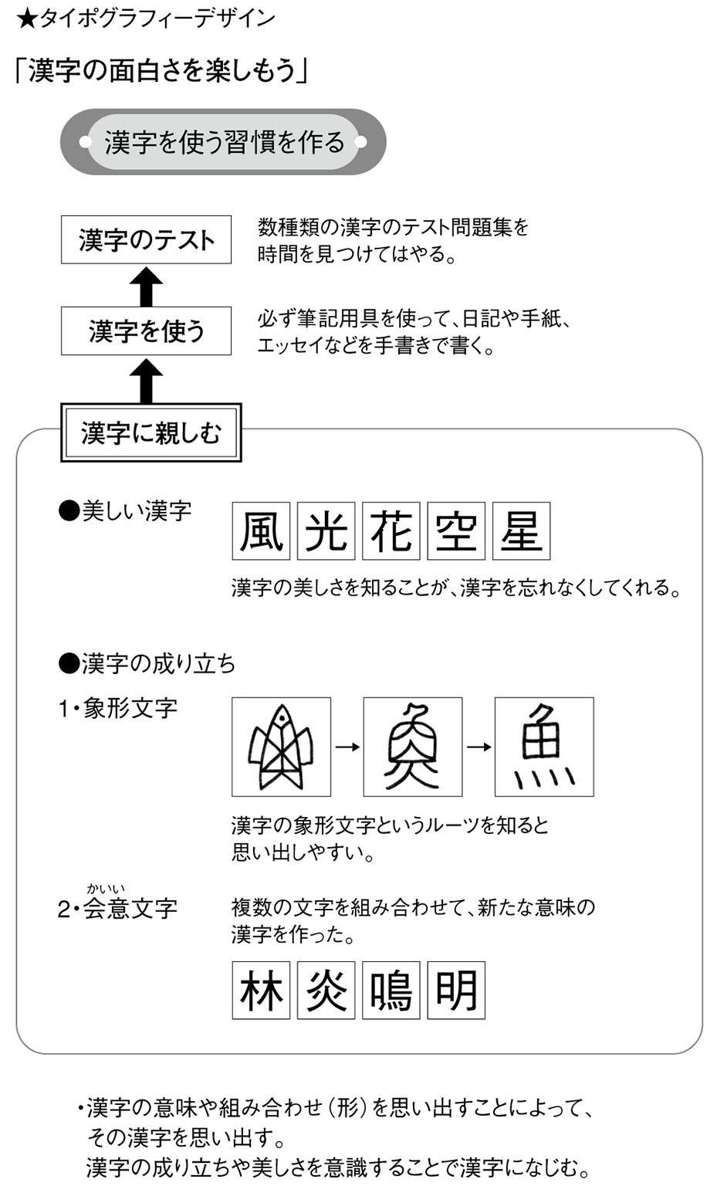 ★タイポグラフィーデザイン
「漢字の面白さを楽しもう」
漢字を使う習慣を作る
漢字のテスト
数種類の漢字のテスト問題集を
時間を見つけてはやる。
漢字を使う
必ず筆記用具を使って、日記や手紙、
エッセイなどを手書きで書く。
漢字に親しむ
●美しい漢字
風 光 花 空 星
漢字の美しさを知ることが、漢字を忘れなくしてくれる。
●漢字の成り立ち
1・象形文字
魚
漢字の象形文字というルーツを知ると
思い出しやすい。
かいい
2・会意文字
複数の文字を組み合わせて、新たな意味の
漢字を作った。
林 炎 鳴 明
・漢字の意味や組み合わせ（形）を思い出すことによって、
その漢字を思い出す。
漢字の成り立ちや美しさを意識することで漢字になじむ。